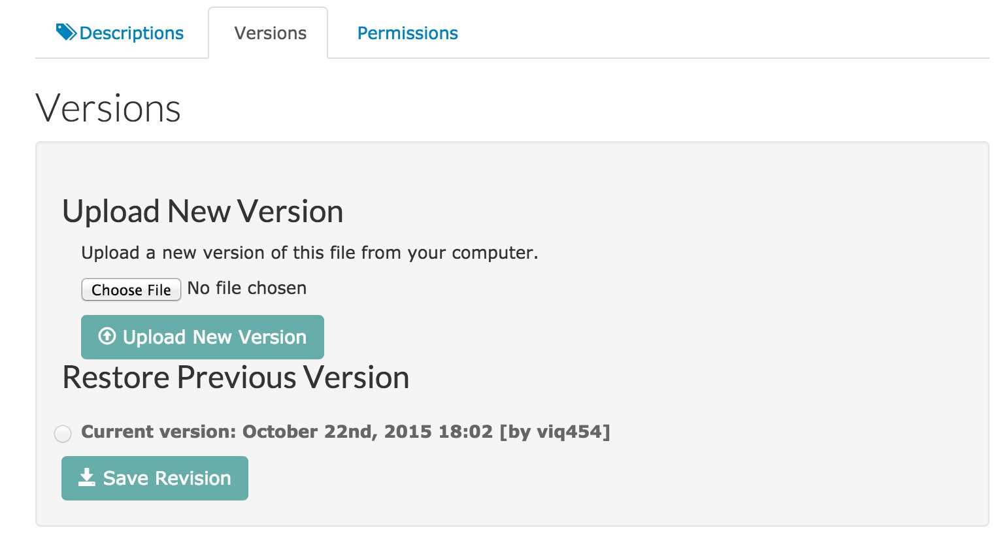 Descriptions Versions Permissions
Versions
Upload New Version
Upload a new version of this file from your computer.
Choose File No file chosen
Upload New Version
Restore Previous Version
Current version: October 22nd, 2015 18:02 [by viq454]
Save Revision